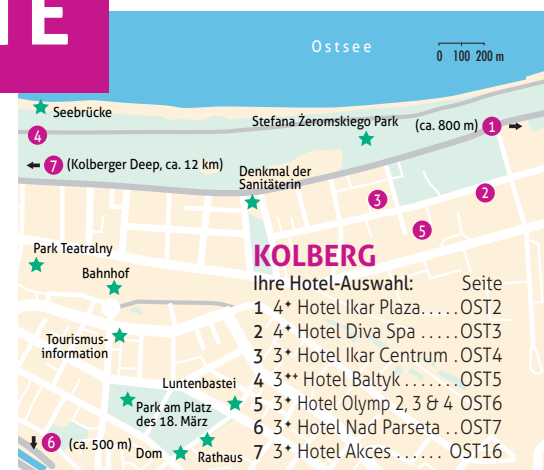 TE
Ostsee
0 100 200 m
Seebrücke
4
7 (Kolberger Deep, ca. 12 km)
Stefana Żeromskiego Park
(ca. 800 m) 1
Denkmal der
Sanitäterin
3
2
5
Park Teatralny
Bahnhof
Tourismus-
information
Luntenbastei
Park am Platz
des 18. März
6 (ca. 500 m)
Dom
Rathaus
KOLBERG
Ihre Hotel-Auswahl: Seite
1 4+ Hotel Ikar Plaza.....OST2
2 4+ Hotel Diva Spa .....OST3
3 3+ Hotel Ikar Centrum .OST4
4 3++ Hotel Baltyk .......OST5
5 3+ Hotel Olymp 2, 3 & 4 OST6
6 3+ Hotel Nad Parseta ..OST7
7 3+ Hotel Akces ...... OST16